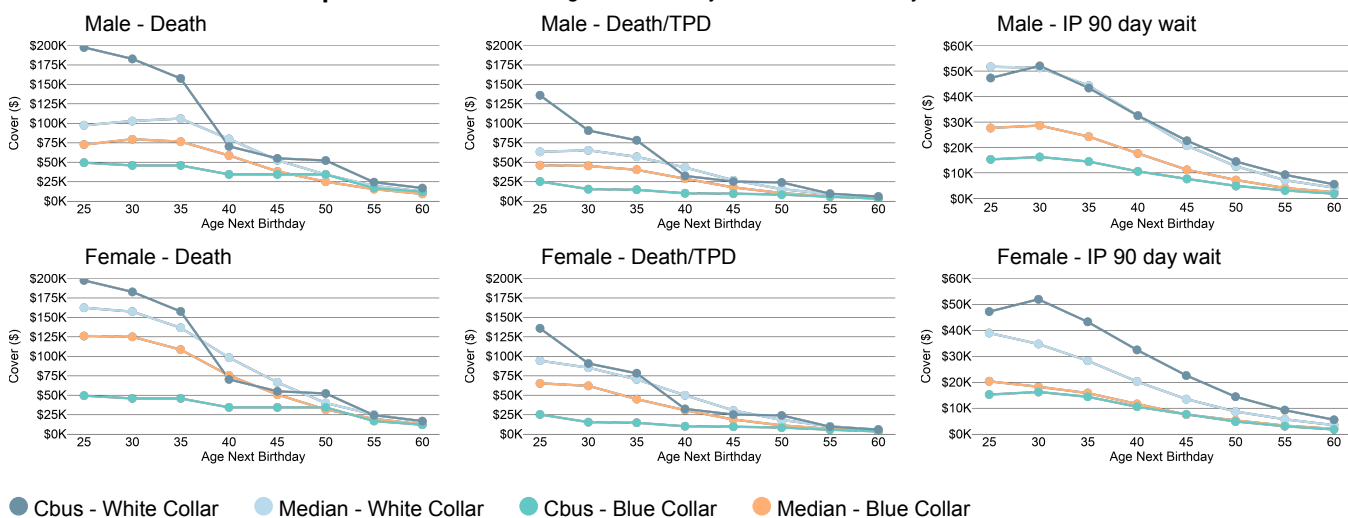 Male - Death
$200K
$175K
$150K
$125K
$100K
$75K
$50K
$25K
$0K
Cover ($)
25 30 35 40 45 50 55 60
Age Next Birthday
Male - Death/TPD
$200K
$175K
$150K
$125K
$100K
$75K
$50K
$25K
$0K
Cover ($)
25 30 35 40 45 50 55 60
Age Next Birthday
Male - IP 90 day wait
$60K
$50K
$40K
$30K
$20K
$10K
$0K
Cover ($)
25 30 35 40 45 50 55 60
Age Next Birthday
Female - Death
$200K
$175K
$150K
$125K
$100K
$75K
$50K
$25K
$0K
Cover ($)
25 30 35 40 45 50 55 60
Age Next Birthday
Female - Death/TPD
$200K
$175K
$150K
$125K
$100K
$75K
$50K
$25K
$0K
Cover ($)
25 30 35 40 45 50 55 60
Age Next Birthday
Female - IP 90 day wait
$60K
$50K
$40K
$30K
$20K
$10K
$0K
Cover ($)
25 30 35 40 45 50 55 60
Age Next Birthday
Cbus - White Collar Median - White Collar Cbus - Blue Collar Median - Blue Collar